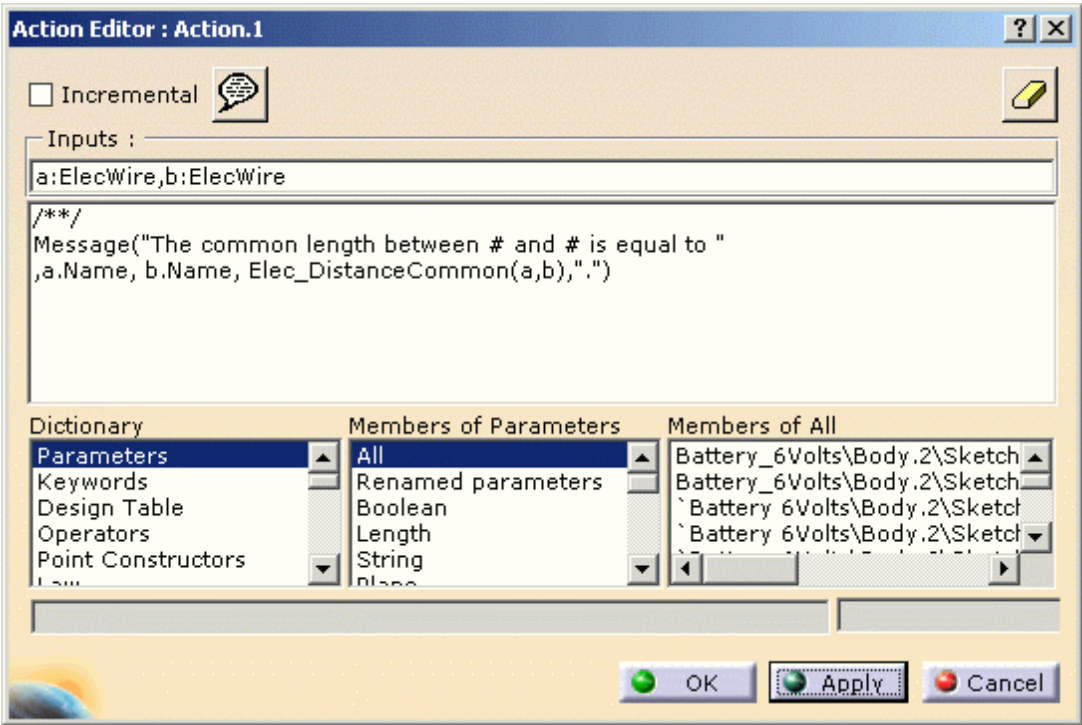 Action Editor : Action.1
Incremental
Inputs :
a:ElecWire,b:ElecWire
/**/
Message("The common length between # and # is equal to "
,a.Name, b.Name, Elec_DistanceCommon(a,b),".")
Dictionary
Members of Parameters
Members of All
Parameters
Keywords
Design Table
Operators
Point Constructors
All
Renamed parameters
Boolean
Length
String
Battery_6Volts\Body.2\Sketch
Battery_6Volts\Body.2\Sketch
`Battery 6Volts\Body.2\Sketch
`Battery 6Volts\Body.2\Sketch
OK
Apply
Cancel